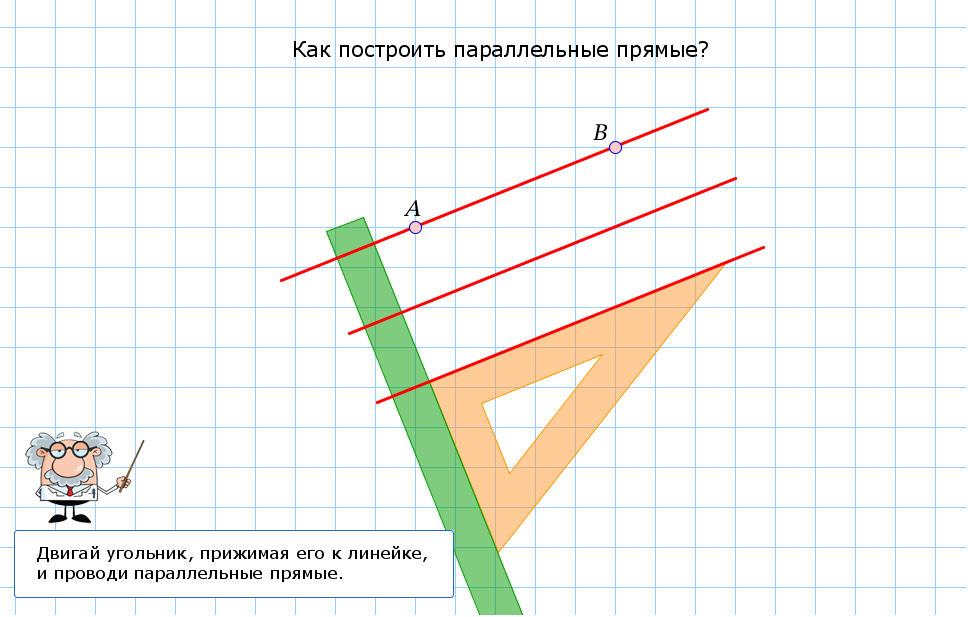 Как построить параллельные прямые?
B
A
Двигай угольник, прижимая его к линейке,
и проводи параллельные прямые.